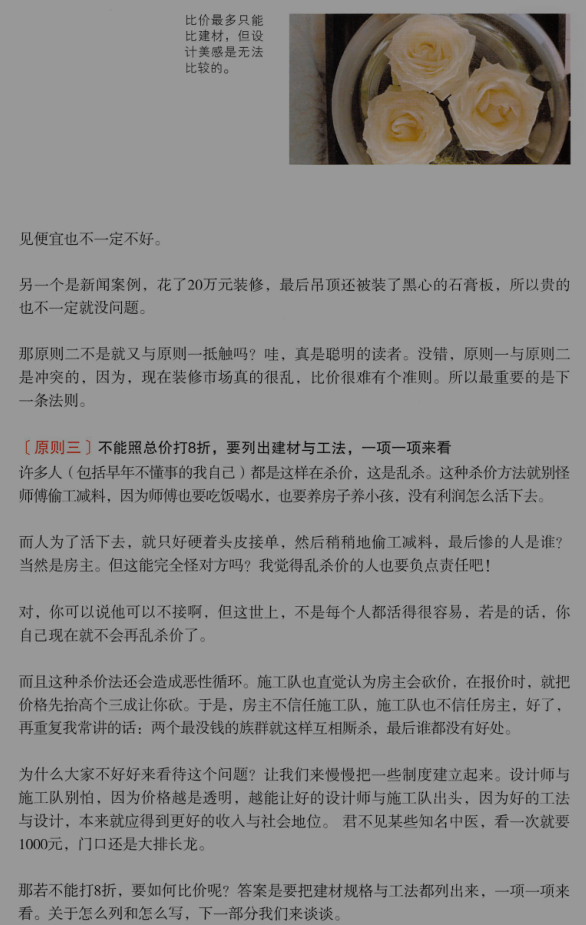 比价最多只能
比建材，但设
计美感是无法
比较的。
见便宜也不一定不好。
另一个是新闻案例，花了20万元装修，最后吊顶还被装了黑心的石膏板，所以贵的
也不一定就没问题。
那原则二不是就又与原则一抵触吗？哇，真是聪明的读者。没错，原则一与原则二
是冲突的，因为，现在装修市场真的很乱，比价很难有个准则。所以最重要的是下
一条法则。
〔原则三〕不能照总价打8折，要列出建材与工法，一项一项来看
许多人（包括早年不懂事的我自己）都是这样在杀价，这是乱杀。这种杀价方法就别怪
师傅偷工减料，因为师傅也要吃饭喝水，也要养房子养小孩，没有利润怎么活下去。
而人为了活下去，就只好硬着头皮接单，然后稍稍地偷工减料，最后惨的人是谁？
当然是房主。但这能完全怪对方吗？我觉得乱杀价的人也要负点责任吧！
对，你可以说他可以不接啊，但这世上，不是每个人都活得很容易，若是的话，你
自己现在就不会再乱杀价了。
而且这种杀价法还会造成恶性循环。施工队也直觉认为房主会砍价，在报价时，就把
价格先抬高个三成让你砍。于是，房主不信任施工队，施工队也不信任房主，好了，
再重复我常讲的话：两个最没钱的族群就这样互相厮杀，最后谁都没有好处。
为什么大家不好好来看待这个问题？让我们来慢慢把一些制度建立起来。设计师与
施工队别怕，因为价格越是透明，越能让好的设计师与施工队出头，因为好的工法
与设计，本来就应得到更好的收入与社会地位。 君不见某些知名中医，看一次就要
1000元，门口还是大排长龙。
那若不能打8折，要如何比价呢？答案是要把建材规格与工法都列出来，一项一项来
看。关于怎么列和怎么写，下一部分我们来谈谈。